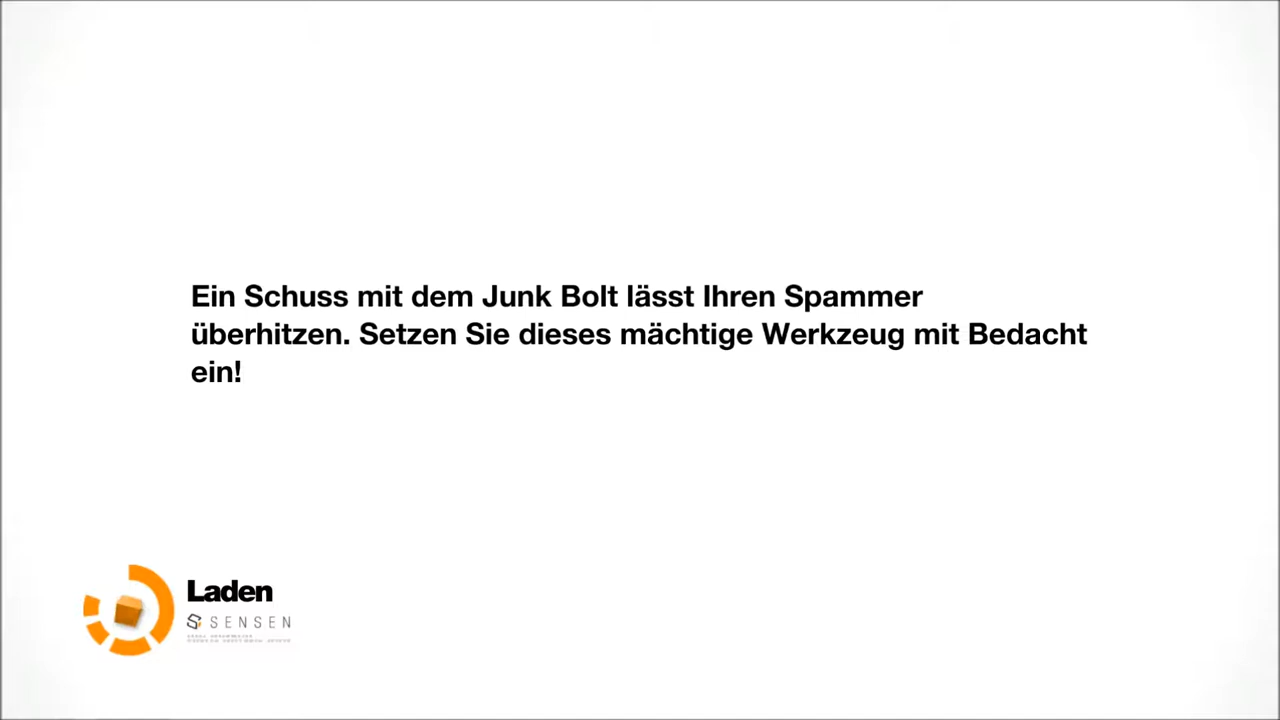 Ein Schuss mit dem Junk Bolt lässt Ihren Spammer
überhitzen. Setzen Sie dieses mächtige Werkzeug mit Bedacht
ein!
Laden
SENSEN